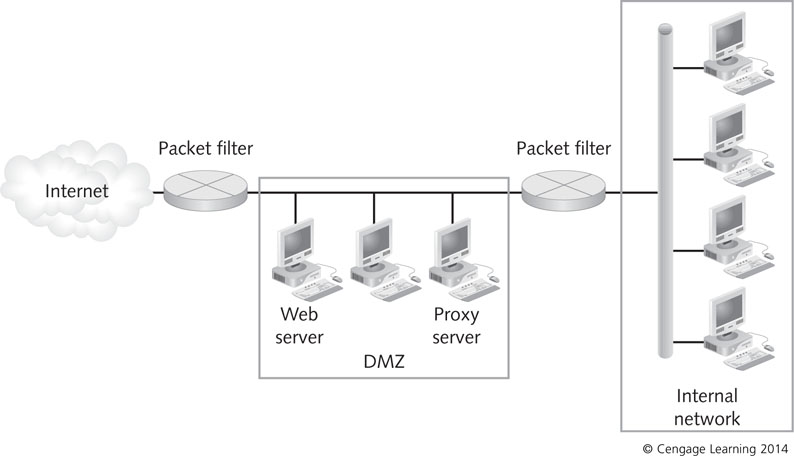 Packet filter
Packet filter
Internet
Web
server
Proxy
server
DMZ
Internal
network
© Cengage Learning 2014